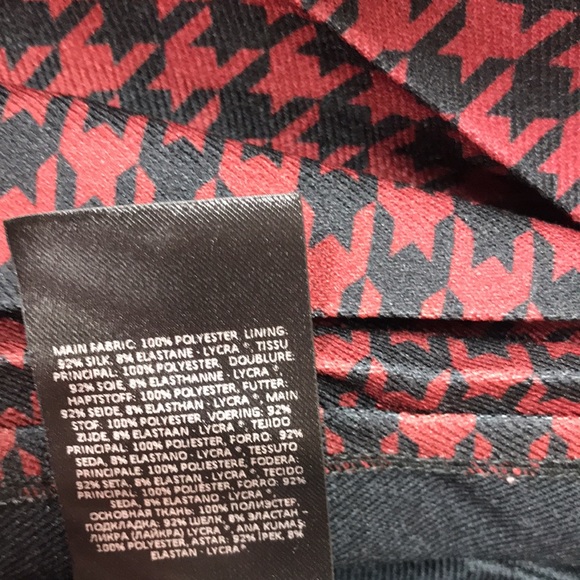 MAIN FABRIC: 100% POLYESTER, LINING:
92% SILK, 8% ELASTANE - LYCRA®. TISSU
PRINCIPAL: 100% POLYESTER, DOUBLURE:
92% SOIE, 8% ELASTHANNE - LYCRA®.
HAPTSTOFF: 100% POLYESTER, FUTTER:
92% SEIDE, 8% ELASTHAN - LYCRA®. MAIN
STOF: 100% POLYESTER, VOERING: 92%
ZIJDE, 8% ELASTAAN - LYCRA®. TEJIDO
PRINCIPAL: 100% POLIESTER, FORRO: 92%
SEDA, 8% ELASTANO - LYCRA®. TESSUTO
PRINCIPALE: 100% POLIESTERE, FODERA:
92% SETA, 8% ELASTAN - LYCRA®. TECIDO
PRINCIPAL: 100% POLIESTER, FORRO: 92%
SEDA, 8% ELASTANO - LYCRA®.
ОСНОВНАЯ ТКАНЬ: 100% ПОЛИЭСТЕР,
ПОДКЛАДКА: 92% ШЕЛК, 8% ЭЛАСТАН -
ЛИКРА (ЛАЙКРА) LYCRA®. ANA KUMAŞ:
100% POLYESTER, ASTAR: 92% İPEK, 8%
ELASTAN - LYCRA®.